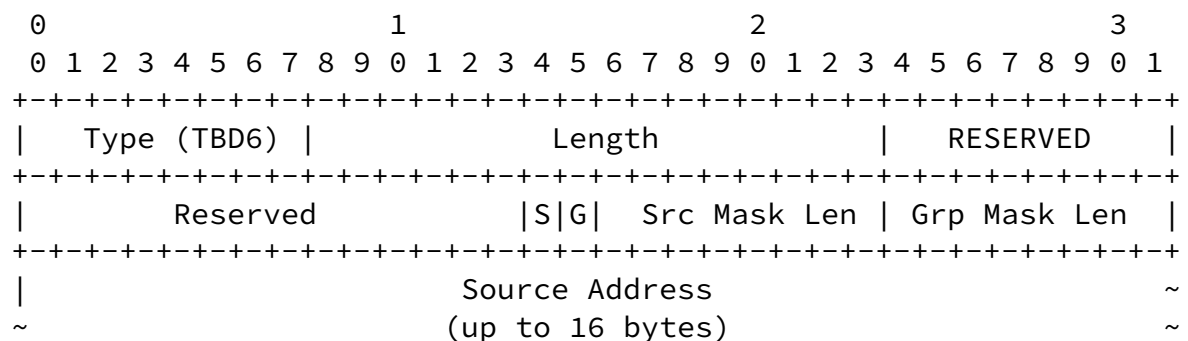 0                   1                   2                   3
 0 1 2 3 4 5 6 7 8 9 0 1 2 3 4 5 6 7 8 9 0 1 2 3 4 5 6 7 8 9 0 1
+-+-+-+-+-+-+-+-+-+-+-+-+-+-+-+-+-+-+-+-+-+-+-+-+-+-+-+-+-+-+-+-+
|   Type (TBD6) |             Length            |   RESERVED    |
+-+-+-+-+-+-+-+-+-+-+-+-+-+-+-+-+-+-+-+-+-+-+-+-+-+-+-+-+-+-+-+-+
|        Reserved           |S|G|  Src Mask Len | Grp Mask Len  |
+-+-+-+-+-+-+-+-+-+-+-+-+-+-+-+-+-+-+-+-+-+-+-+-+-+-+-+-+-+-+-+-+
|                        Source Address                         ~
~                       (up to 16 bytes)                        ~